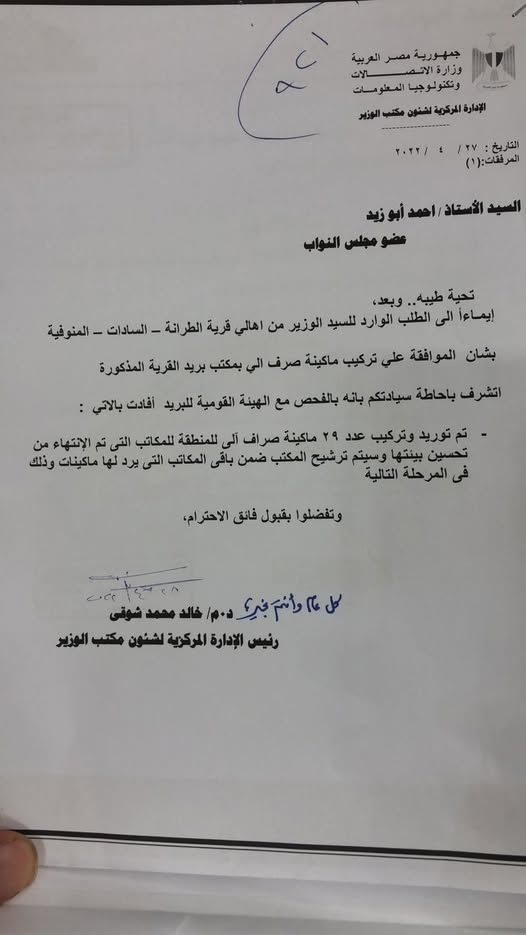 جمهورية مصر العربية
وزارة الاتصالات
وتكنولوجيا المعلومات
الإدارة المركزية لشئون مكتب الوزير
التاريخ : ٢٧ / ٤ / ٢٠٢٢
المرفقات:(١)
السيد الأستاذ / احمد أبو زيد
عضو مجلس النواب
تحية طيبه.. وبعد،
إيماءاً الى الطلب الوارد للسيد الوزير من اهالي قرية الطرانة – السادات – المنوفية
بشان الموافقة علي تركيب ماكينة صرف الي بمكتب بريد القرية المذكورة
اتشرف باحاطة سيادتكم بانه بالفحص مع الهيئة القومية للبريد أفادت بالاتي :
- تم توريد وتركيب عدد ٢٩ ماكينة صراف آلى للمنطقة للمكاتب التى تم الإنتهاء من
تحسين بيئتها وسيتم ترشيح المكتب ضمن باقى المكاتب التى يرد لها ماكينات وذلك
فى المرحلة التالية
وتفضلوا بقبول فائق الاحترام،
كل عام وأنتم بخير،
د.م/ خالد محمد شوقى
رئيس الإدارة المركزية لشئون مكتب الوزير